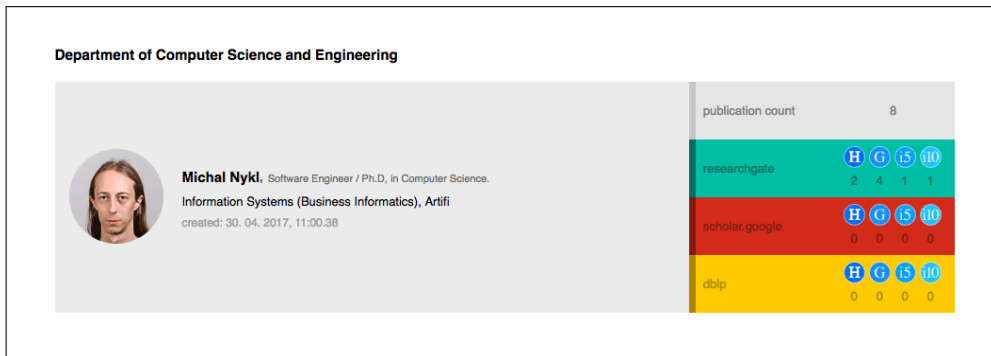 Department of Computer Science and Engineering
Michal Nykl, Software Engineer / Ph.D, in Computer Science.
Information Systems (Business Informatics), Artifi
created: 30. 04. 2017, 11:00.38
publication count 8
researchgate H G i5 i10
2 4 1 1
scholar.google H G i5 i10
0 0 0 0
dblp H G i5 i10
0 0 0 0